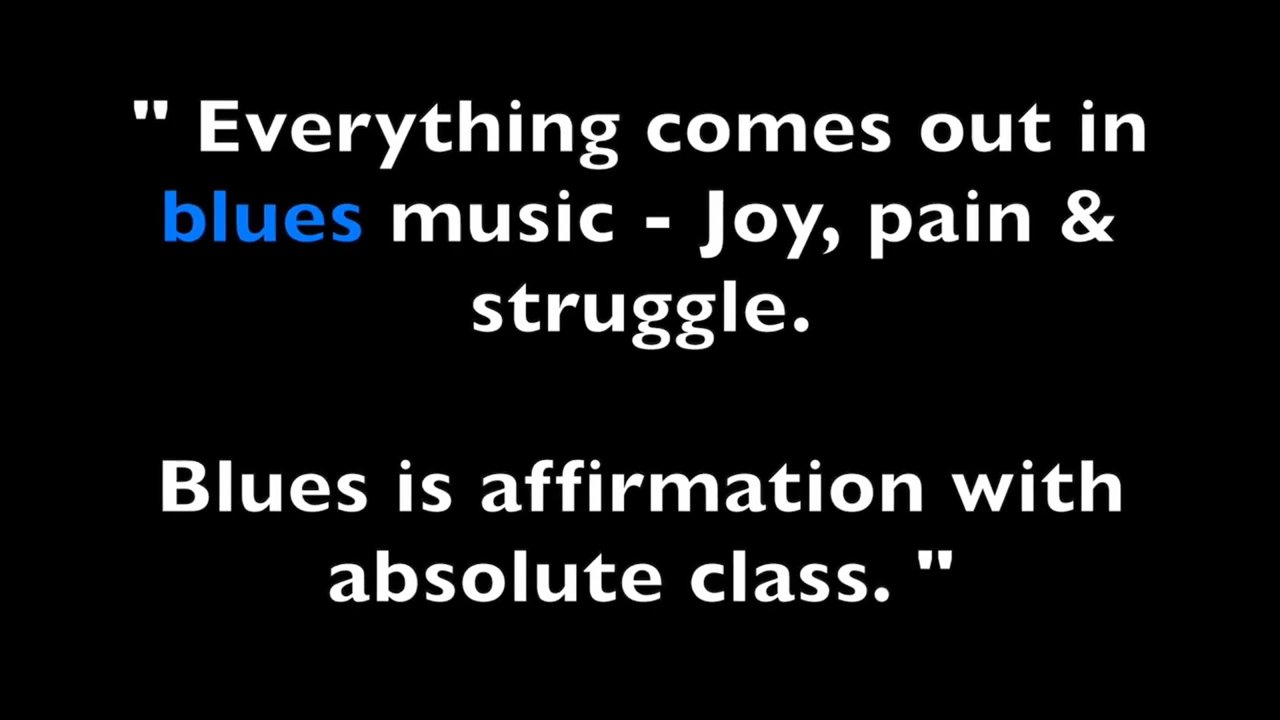 " Everything comes out in
blues music - Joy, pain &
struggle.
Blues is affirmation with
absolute class. "